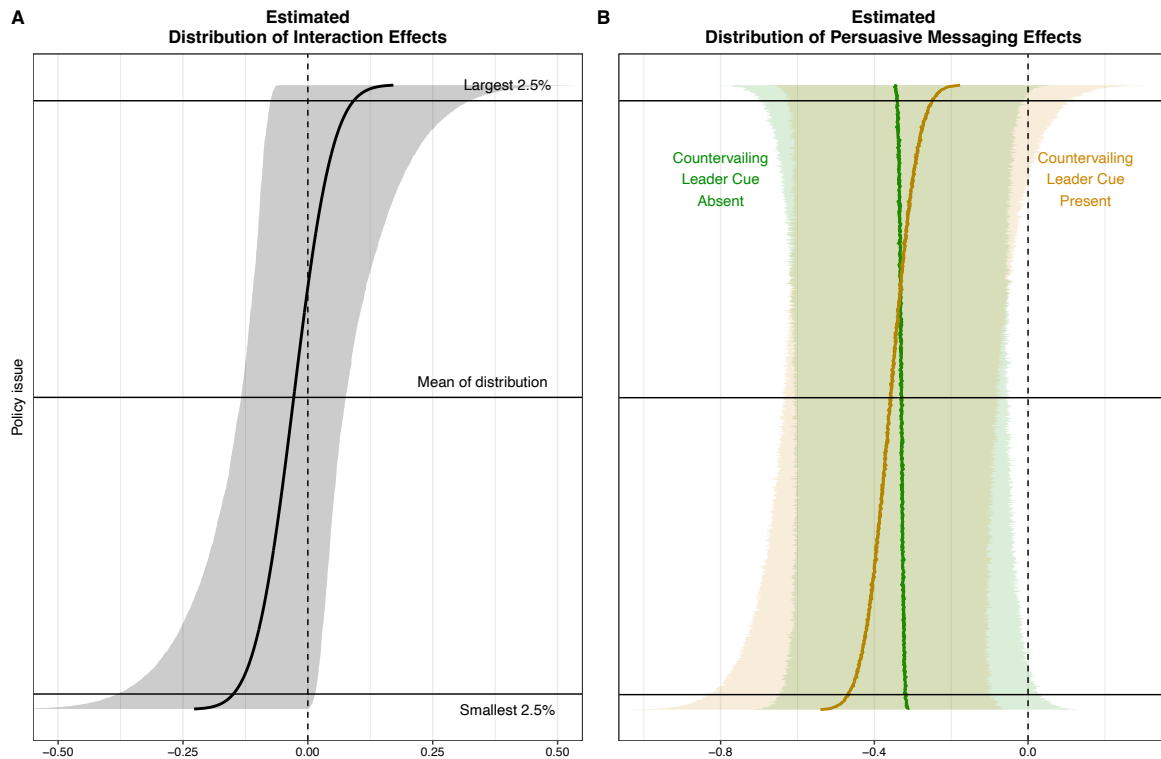 A
Estimated
Distribution of Interaction Effects
Largest 2.5%
Mean of distribution
Smallest 2.5%
Policy issue
−0.50
−0.25
0.00
0.25
0.50
B
Estimated
Distribution of Persuasive Messaging Effects
Countervailing
Leader Cue
Absent
Countervailing
Leader Cue
Present
−0.8
−0.4
0.0